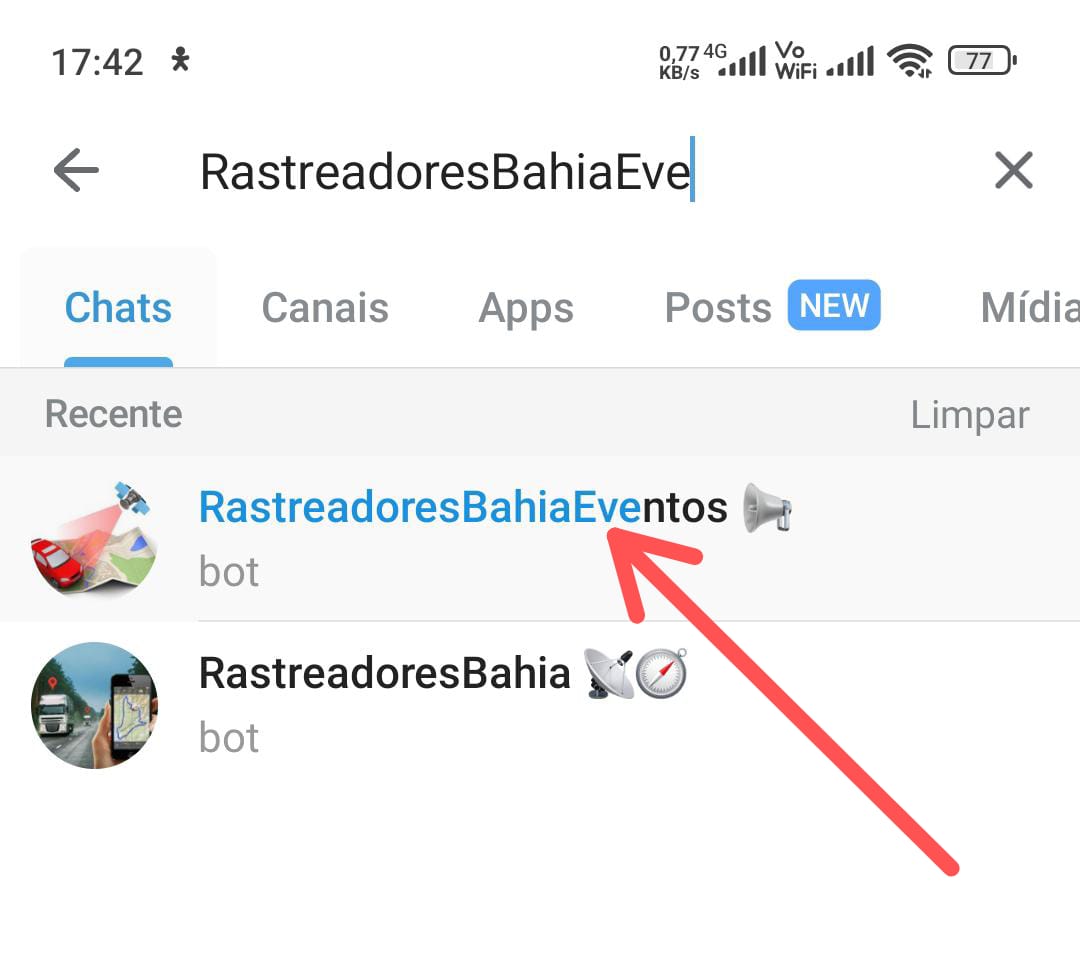 17:42 0,77 KB/s 4G Vo WiFi 77
RastreadoresBahiaEve
Chats Canais Apps Posts NEW Mídia
Recente Limpar
RastreadoresBahiaEventos
bot
RastreadoresBahia
bot